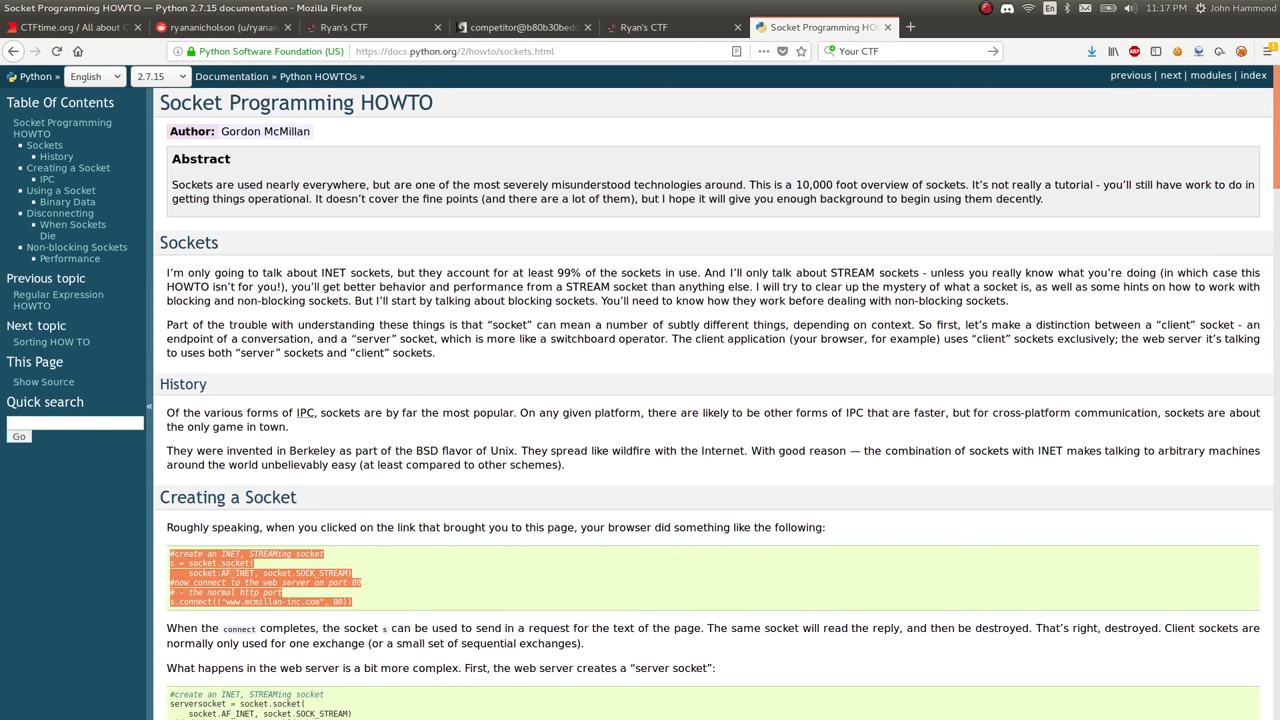 Socket Programming HOWTO — Python 2.7.15 documentation - Mozilla Firefox
En
11:17 PM
John Hammond
CTFtime.org / All about C
ryananicholson (u/ryanan
Ryan's CTF
competitor@b80b30bed
Ryan's CTF
Socket Programming HO
Python Software Foundation (US)
https://docs.python.org/2/howto/sockets.html
Your CTF
Python »
English
2.7.15
Documentation » Python HOWTOs »
previous | next | modules | index
Table Of Contents
Socket Programming
HOWTO
Sockets
History
Creating a Socket
IPC
Using a Socket
Binary Data
Disconnecting
When Sockets
Die
Non-blocking Sockets
Performance
Previous topic
Regular Expression
HOWTO
Next topic
Sorting HOW TO
This Page
Show Source
Quick search
Go
«
Socket Programming HOWTO
Author: Gordon McMillan
Abstract
Sockets are used nearly everywhere, but are one of the most severely misunderstood technologies around. This is a 10,000 foot overview of sockets. It's not really a tutorial - you'll still have work to do in
getting things operational. It doesn't cover the fine points (and there are a lot of them), but I hope it will give you enough background to begin using them decently.
Sockets
I'm only going to talk about INET sockets, but they account for at least 99% of the sockets in use. And I'll only talk about STREAM sockets - unless you really know what you're doing (in which case this
HOWTO isn't for you!), you'll get better behavior and performance from a STREAM socket than anything else. I will try to clear up the mystery of what a socket is, as well as some hints on how to work with
blocking and non-blocking sockets. But I'll start by talking about blocking sockets. You'll need to know how they work before dealing with non-blocking sockets.
Part of the trouble with understanding these things is that “socket” can mean a number of subtly different things, depending on context. So first, let's make a distinction between a “client” socket - an
endpoint of a conversation, and a “server” socket, which is more like a switchboard operator. The client application (your browser, for example) uses “client” sockets exclusively; the web server it's talking
to uses both “server” sockets and “client” sockets.
History
Of the various forms of IPC, sockets are by far the most popular. On any given platform, there are likely to be other forms of IPC that are faster, but for cross-platform communication, sockets are about
the only game in town.
They were invented in Berkeley as part of the BSD flavor of Unix. They spread like wildfire with the Internet. With good reason — the combination of sockets with INET makes talking to arbitrary machines
around the world unbelievably easy (at least compared to other schemes).
Creating a Socket
Roughly speaking, when you clicked on the link that brought you to this page, your browser did something like the following:
#create an INET, STREAMing socket
s = socket.socket(
socket.AF_INET, socket.SOCK_STREAM)
#now connect to the web server on port 80
# - the normal http port
s.connect(("www.mcmillan-inc.com", 80))
When the connect completes, the socket s can be used to send in a request for the text of the page. The same socket will read the reply, and then be destroyed. That's right, destroyed. Client sockets are
normally only used for one exchange (or a small set of sequential exchanges).
What happens in the web server is a bit more complex. First, the web server creates a “server socket”:
#create an INET, STREAMing socket
serversocket = socket.socket(
socket.AF_INET, socket.SOCK_STREAM)